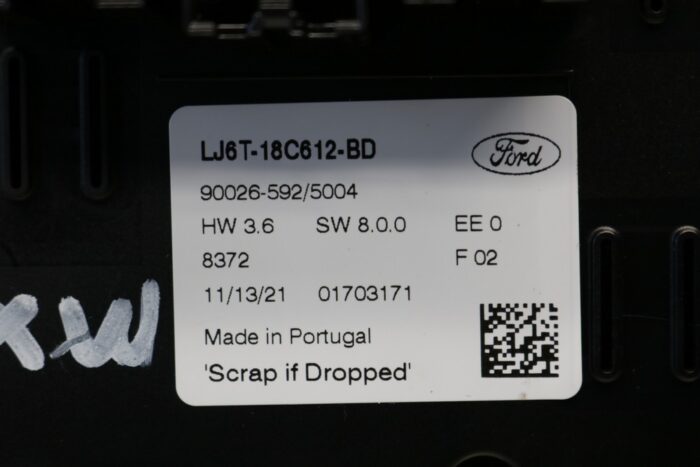 LJ6T-18C612-BD
Ford
90026-592/5004
HW 3.6 SW 8.0.0 EE 0
8372 F 02
11/13/21 01703171
Made in Portugal
'Scrap if Dropped'